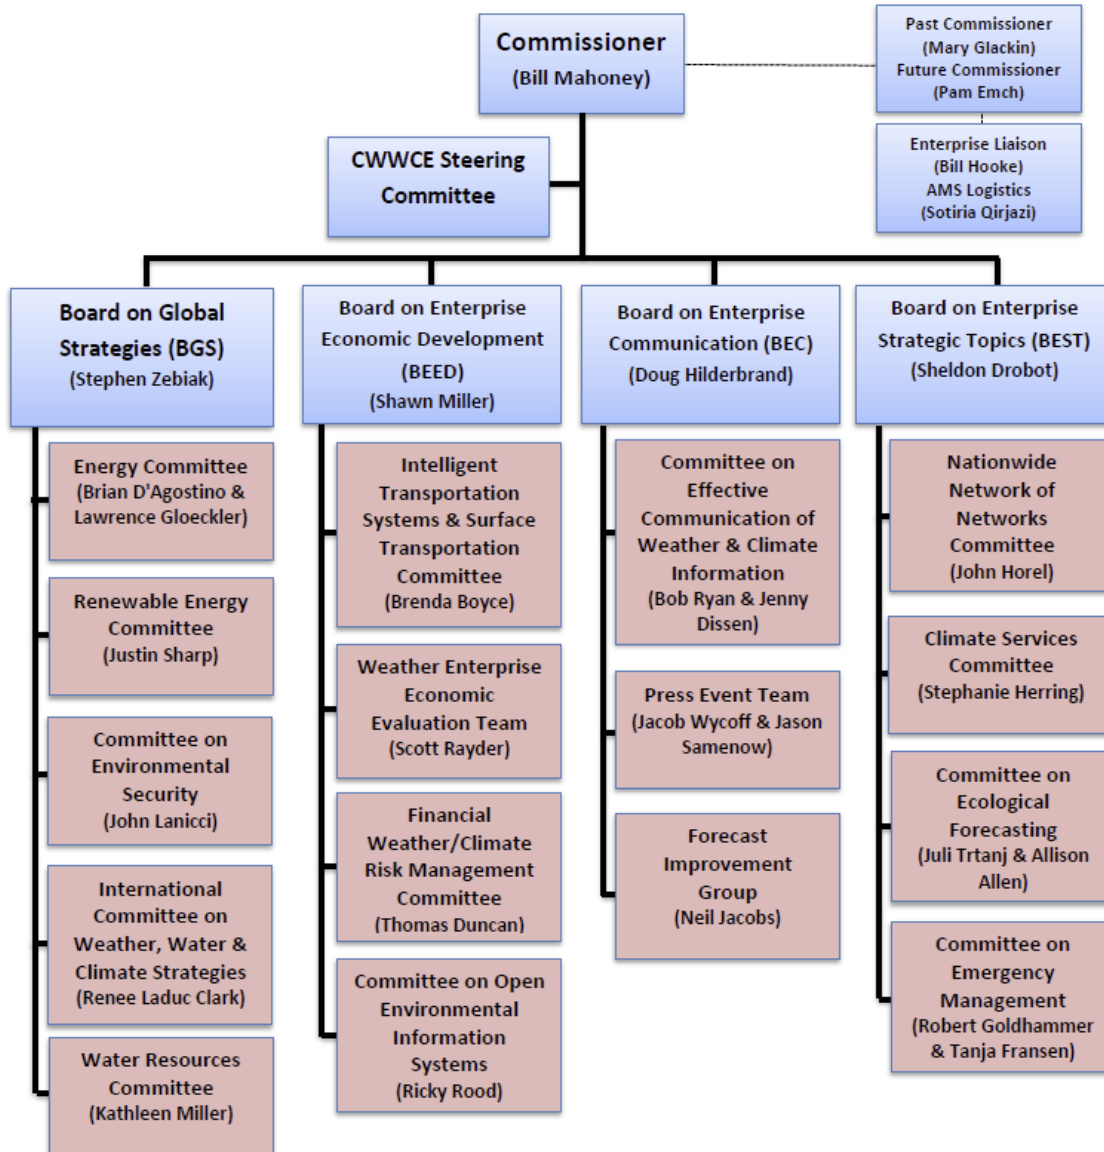 Commissioner
(Bill Mahoney)
Past Commissioner
(Mary Glackin)
Future Commissioner
(Pam Emch)
Enterprise Liaison
(Bill Hooke)
AMS Logistics
(Sotiria Qirjazi)
CWWCE Steering
Committee
Board on Global
Strategies (BGS)
(Stephen Zebiak)
Energy Committee
(Brian D'Agostino &
Lawrence Gloeckler)
Renewable Energy
Committee
(Justin Sharp)
Committee on
Environmental
Security
(John Lanicci)
International
Committee on
Weather, Water &
Climate Strategies
(Renee Laduc Clark)
Water Resources
Committee
(Kathleen Miller)
Board on Enterprise
Economic Development
(BEED)
(Shawn Miller)
Intelligent
Transportation
Systems & Surface
Transportation
Committee
(Brenda Boyce)
Weather Enterprise
Economic
Evaluation Team
(Scott Rayder)
Financial
Weather/Climate
Risk Management
Committee
(Thomas Duncan)
Committee on Open
Environmental
Information
Systems
(Ricky Rood)
Board on Enterprise
Communication (BEC)
(Doug Hilderbrand)
Committee on
Effective
Communication of
Weather & Climate
Information
(Bob Ryan & Jenny
Dissen)
Press Event Team
(Jacob Wycoff & Jason
Samenow)
Forecast
Improvement
Group
(Neil Jacobs)
Board on Enterprise
Strategic Topics (BEST)
(Sheldon Drobot)
Nationwide
Network of
Networks
Committee
(John Horel)
Climate Services
Committee
(Stephanie Herring)
Committee on
Ecological
Forecasting
(Juli Trtanj & Allison
Allen)
Committee on
Emergency
Management
(Robert Goldhammer
& Tanja Fransen)